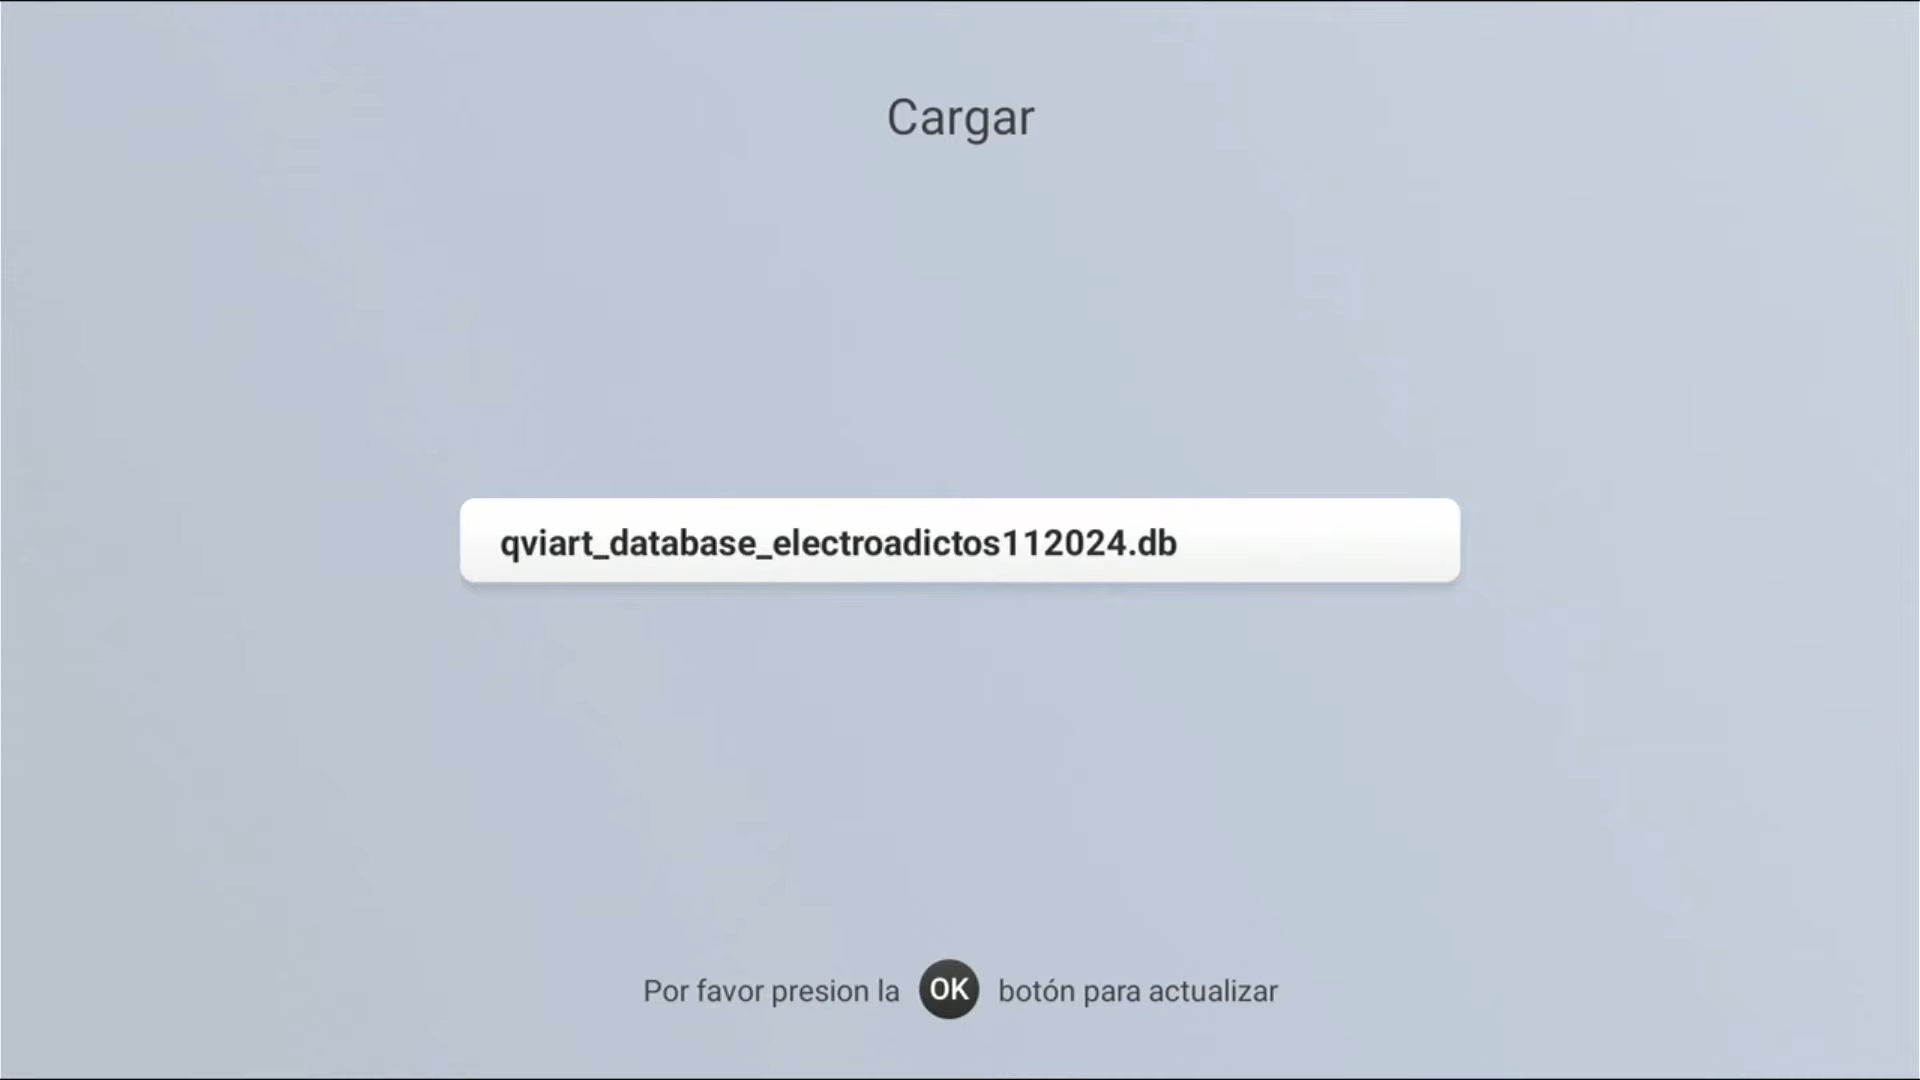 Cargar
qviart_database_electroadictos112024.db
Por favor presion la OK botón para actualizar